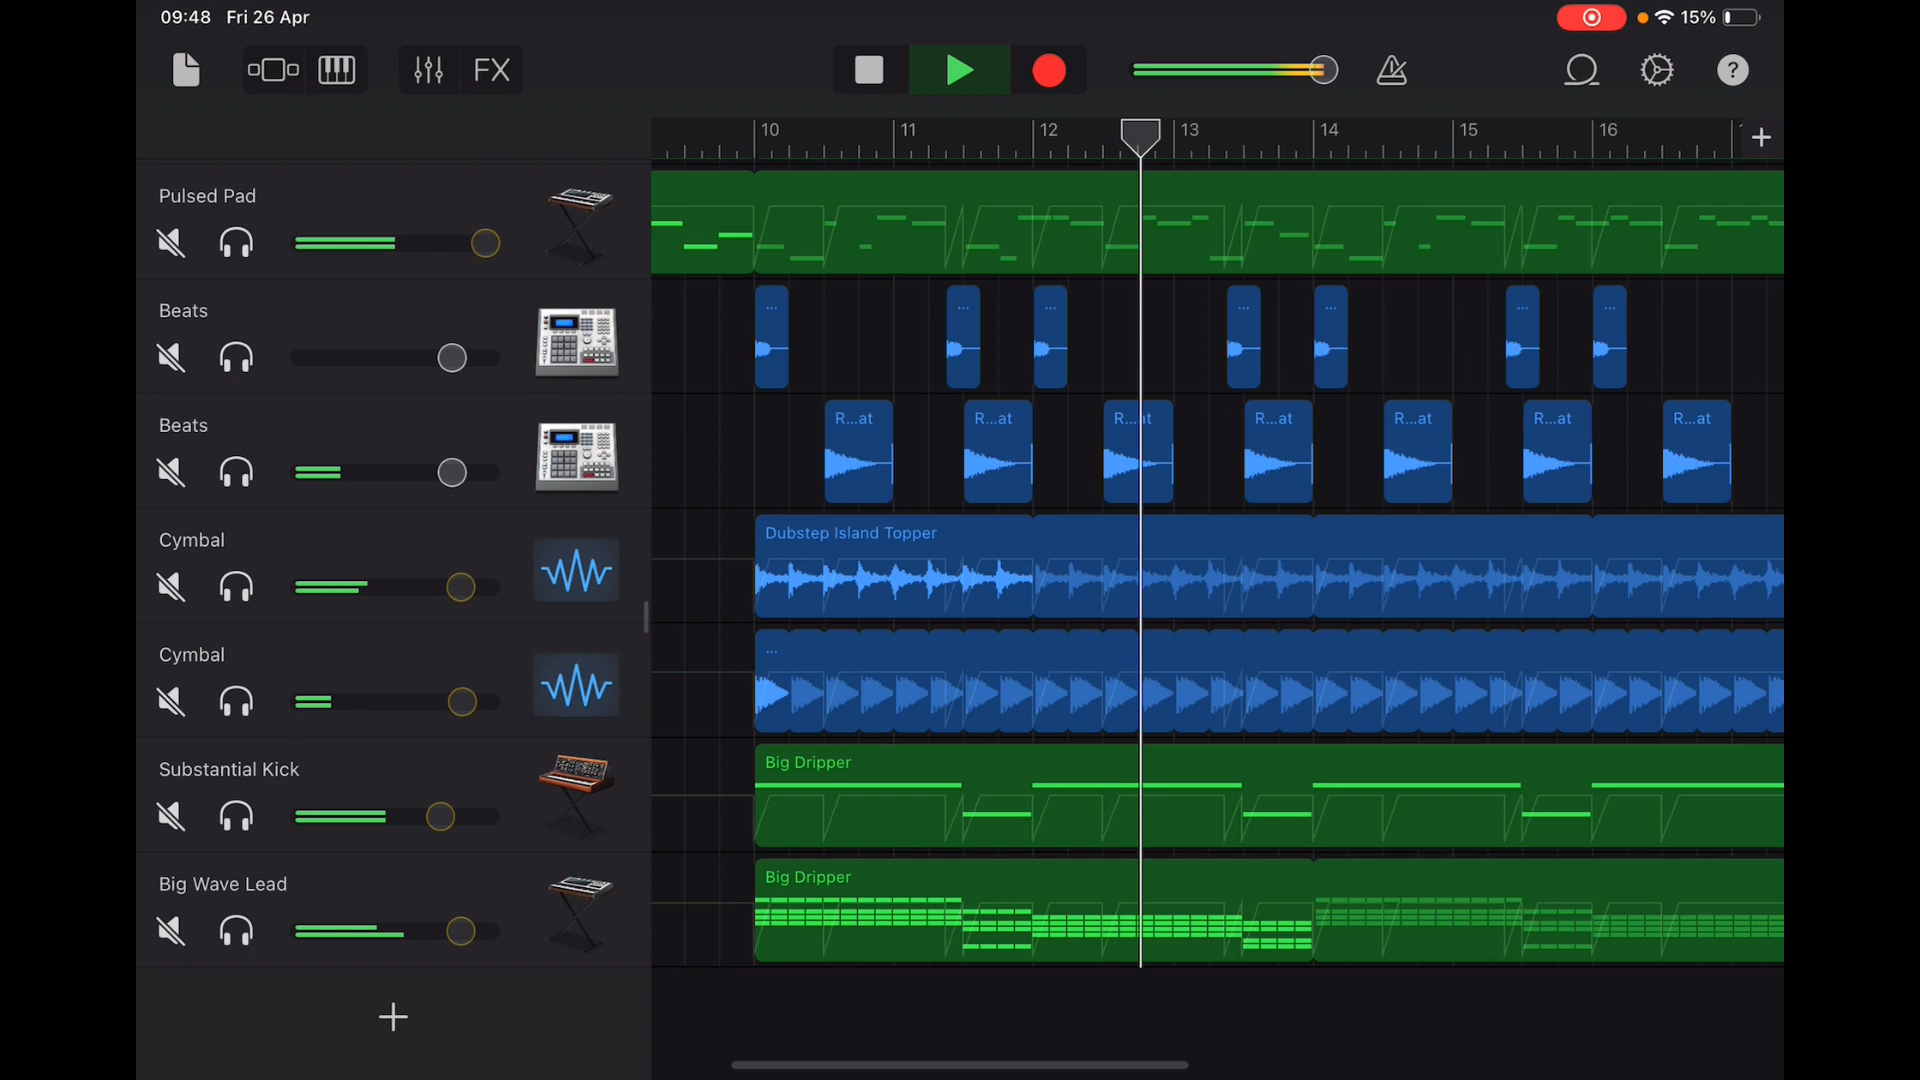 09:48 Fri 26 Apr
15%
FX
?
10 11 12 13 14 15 16
Pulsed Pad
Beats
... ... ... ... ... ... ...
Beats
R...at R...at R...at R...at R...at R...at R...at
Cymbal
Dubstep Island Topper
Cymbal
...
Substantial Kick
Big Dripper
Big Wave Lead
Big Dripper